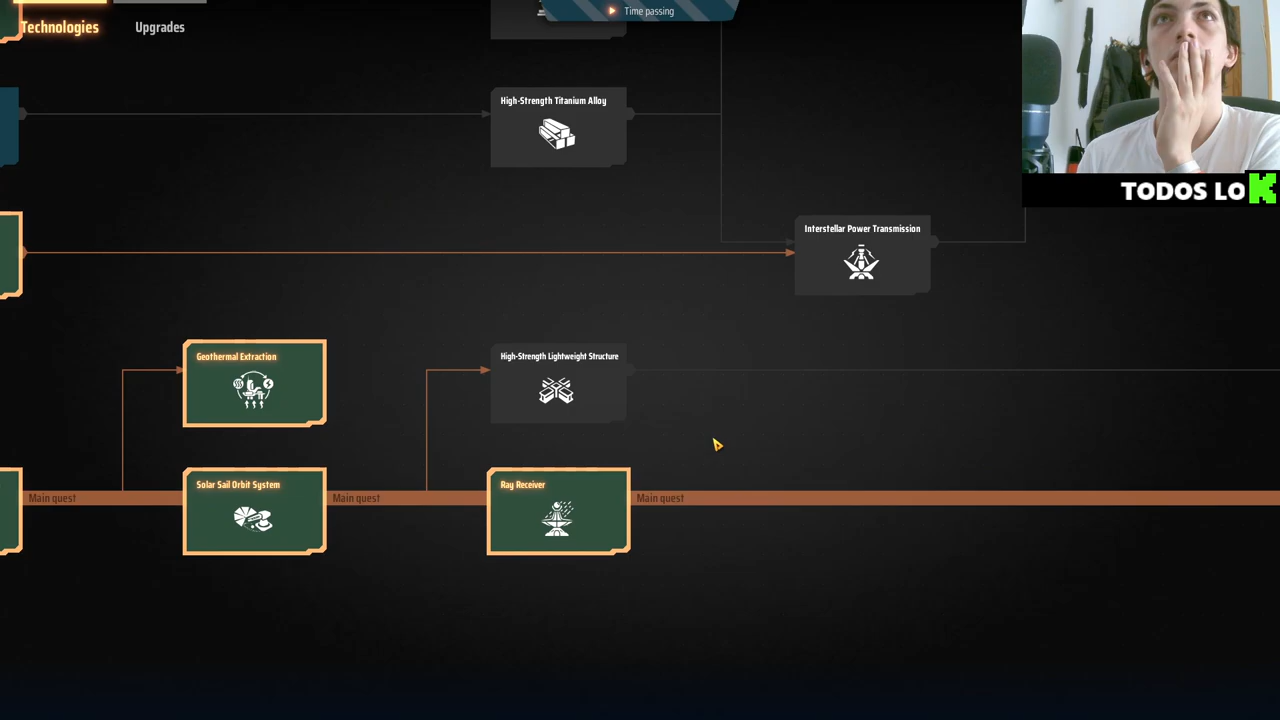 Time passing
Technologies
Upgrades
High-Strength Titanium Alloy
TODOS LO
Interstellar Power Transmission
Geothermal Extraction
High-Strength Lightweight Structure
Solar Sail Orbit System
Ray Receiver
Main quest
Main quest
Main quest